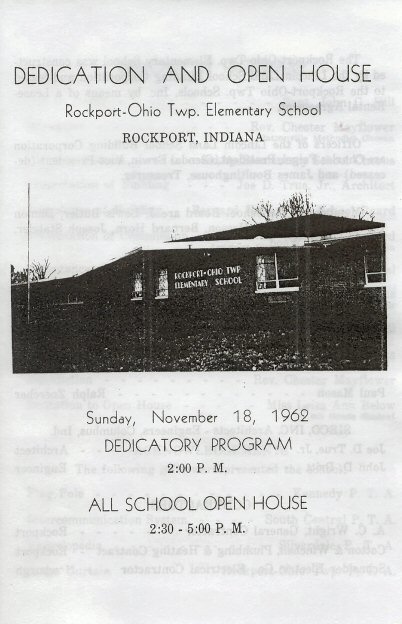 DEDICATION AND OPEN HOUSE
Rockport-Ohio Twp. Elementary School
ROCKPORT, INDIANA
ROCKPORT-OHIO TWP
ELEMENTARY SCHOOL
Sunday, November 18, 1962
DEDICATORY PROGRAM
2:00 P. M.
ALL SCHOOL OPEN HOUSE
2:30 - 5:00 P. M.